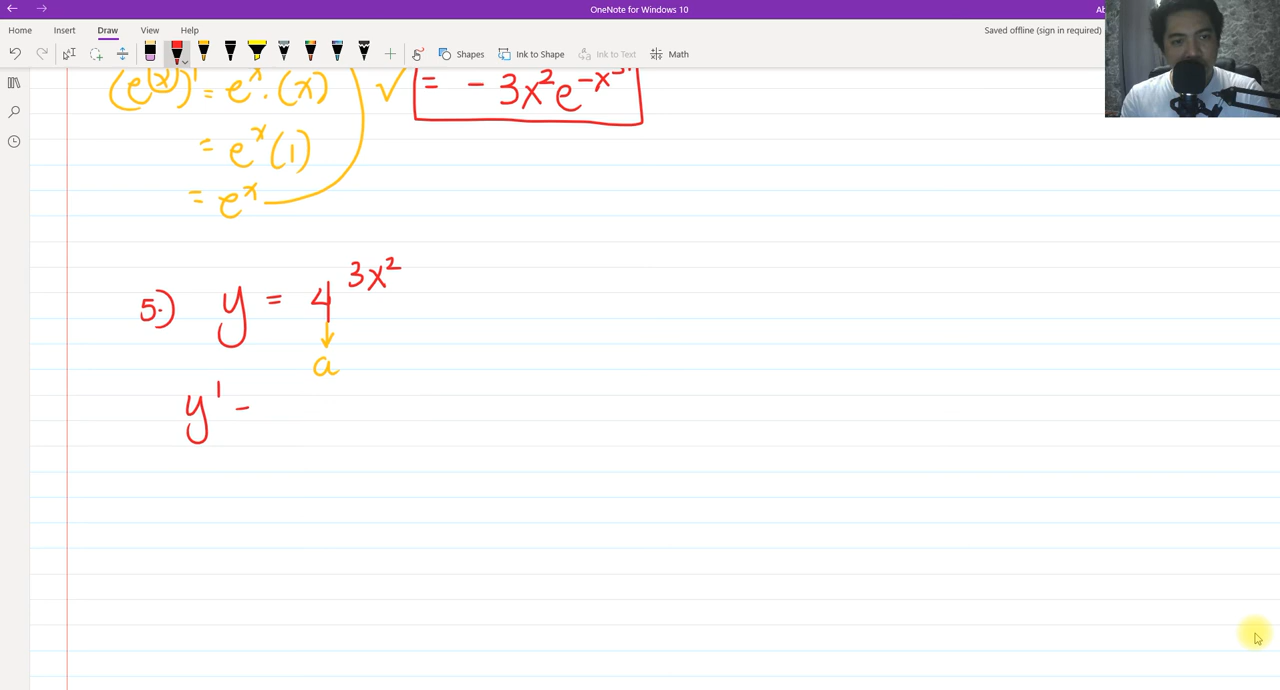 OneNote for Windows 10
Ab
Home Insert Draw View Help
Saved offline (sign in required)
Shapes Ink to Shape Ink to Text Math
(e^(x))' = e^x · (x)
√ = - 3x²e^-x³
= e^x(1)
= e^x
5.) y = 4^3x²
a
y' -